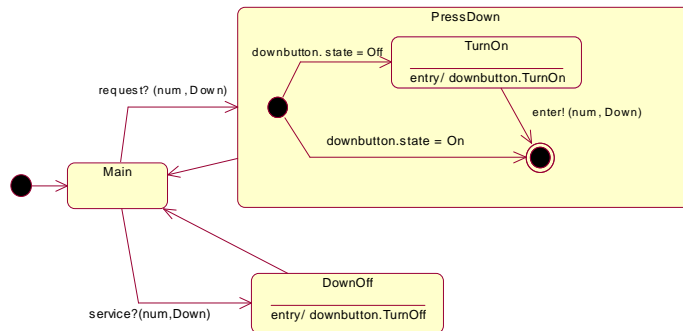 PressDown
downbutton. state = Off
TurnOn
entry/ downbutton.TurnOn
request? (num , Down)
enter! (num , Down)
downbutton.state = On
Main
DownOff
entry/ downbutton.TurnOff
service?(num,Down)